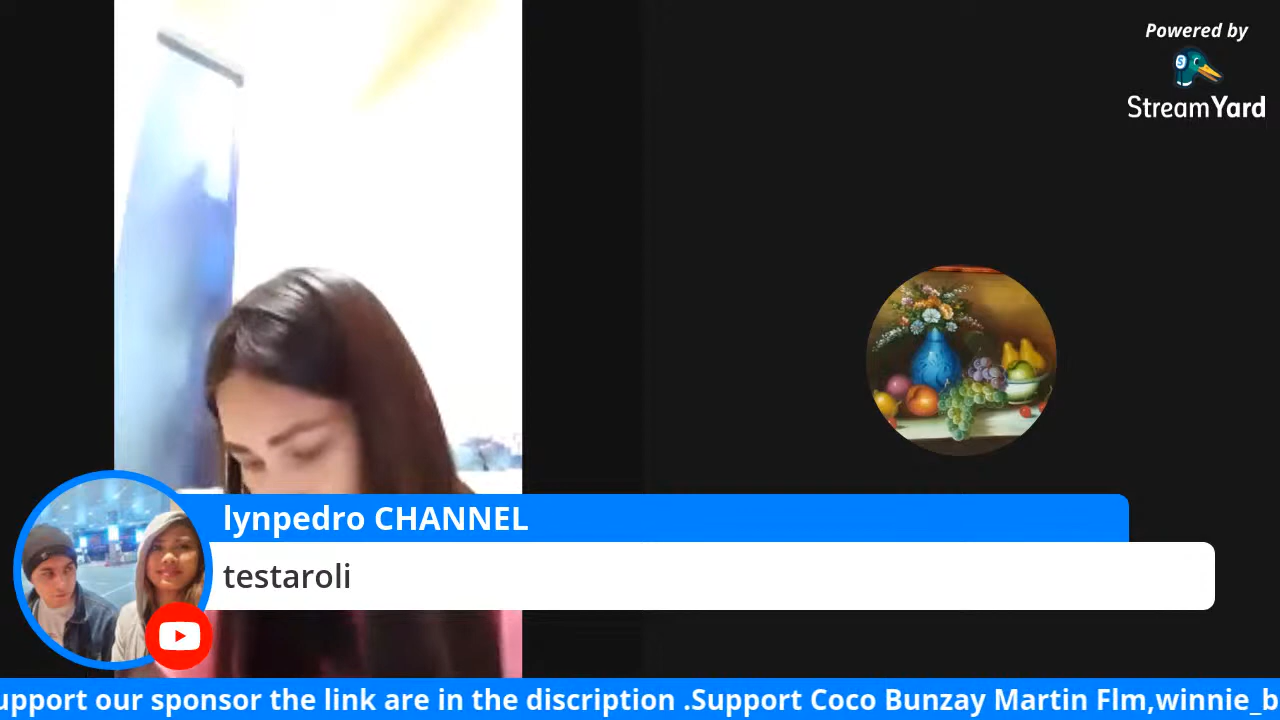 Powered by
StreamYard
lynpedro CHANNEL
testaroli
upport our sponsor the link are in the discription .Support Coco Bunzay Martin Flm,winnie_b